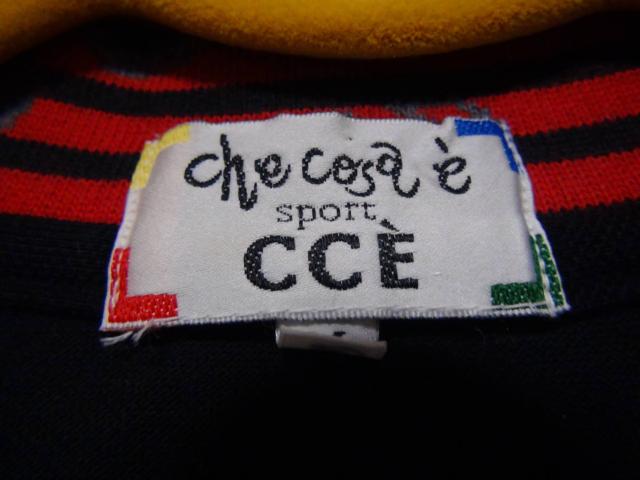 che cosa è
sport
CCÈ